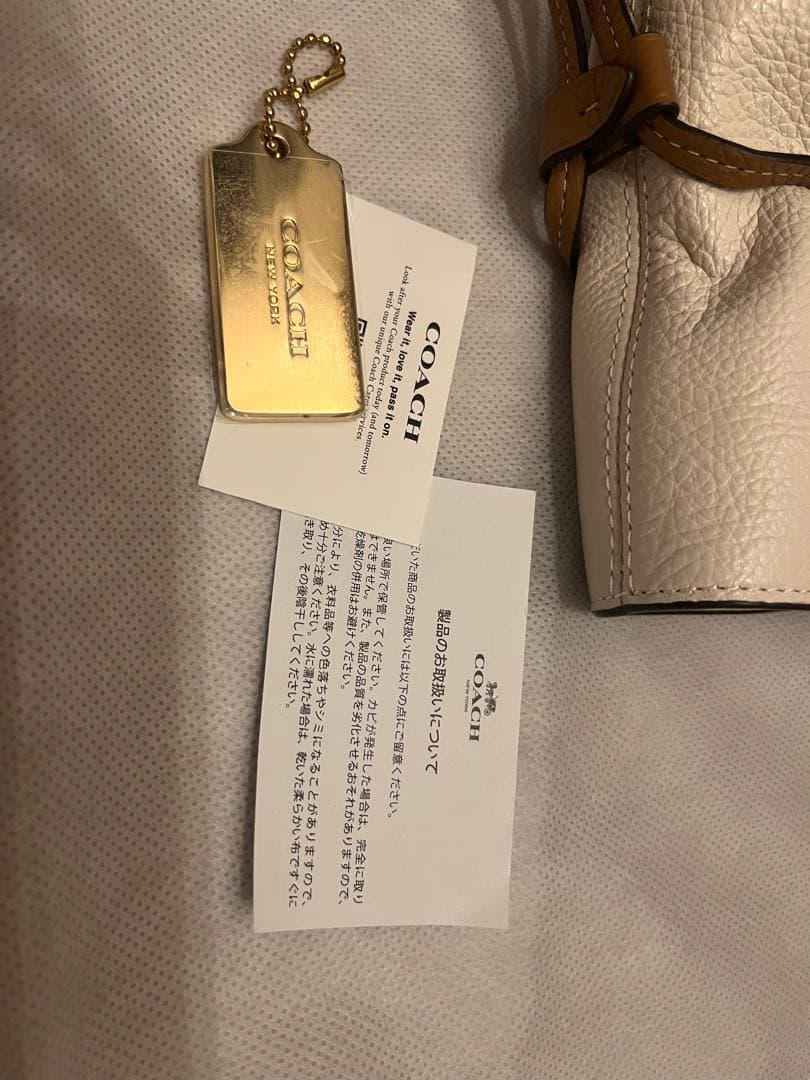 COACH
NEW YORK
COACH
Wear it, love it, pass it on.
Look after your Coach product today (and tomorrow)
with our unique Coach Care services.
COACH
NEW YORK
製品のお取扱いについて
いた商品のお取扱いには以下の点にご留意ください。
い場所で保管してください。カビが発生した場合は、完全に取り
できません。また、製品の品質を劣化させるおそれがありますので、
乾燥剤の併用はお避けください。
分により、衣料品等への色落ちやシミになることがありますので、
め十分ご注意ください。水に濡れた場合は、乾いた柔らかい布ですぐに
き取り、その後陰干ししてください。